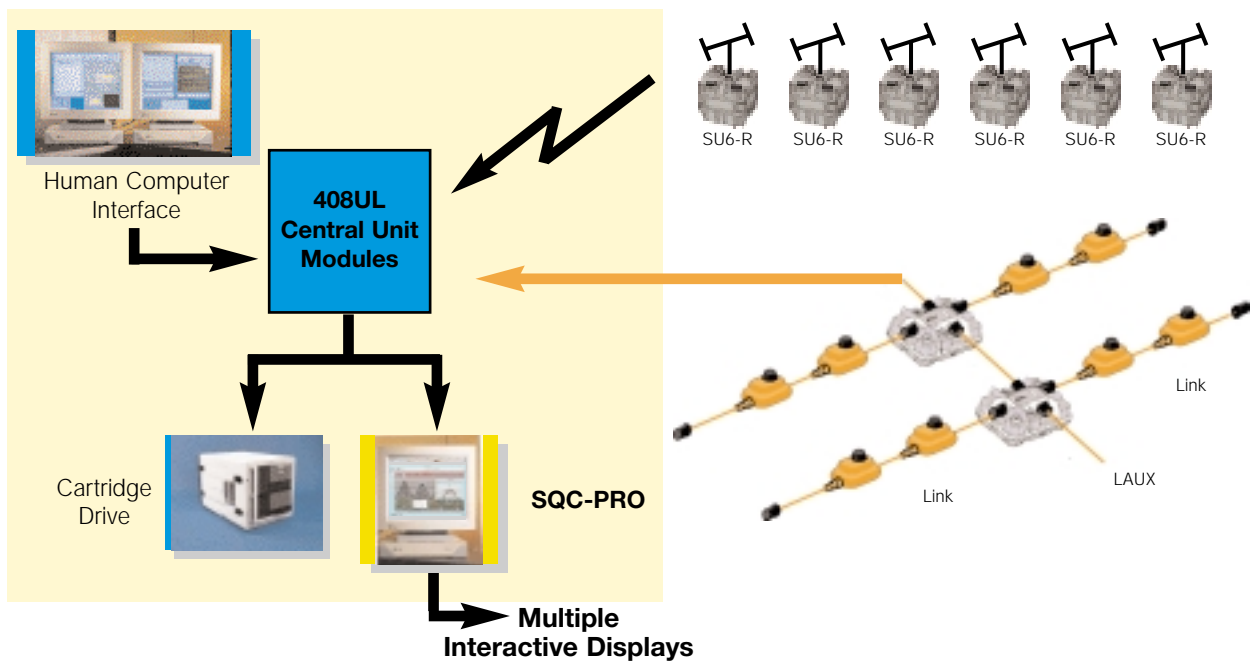 SU6-R SU6-R SU6-R SU6-R SU6-R SU6-R
Human Computer
Interface
408UL
Central Unit
Modules
Link
Link
LAUX
Cartridge
Drive
SQC-PRO
Multiple
Interactive Displays